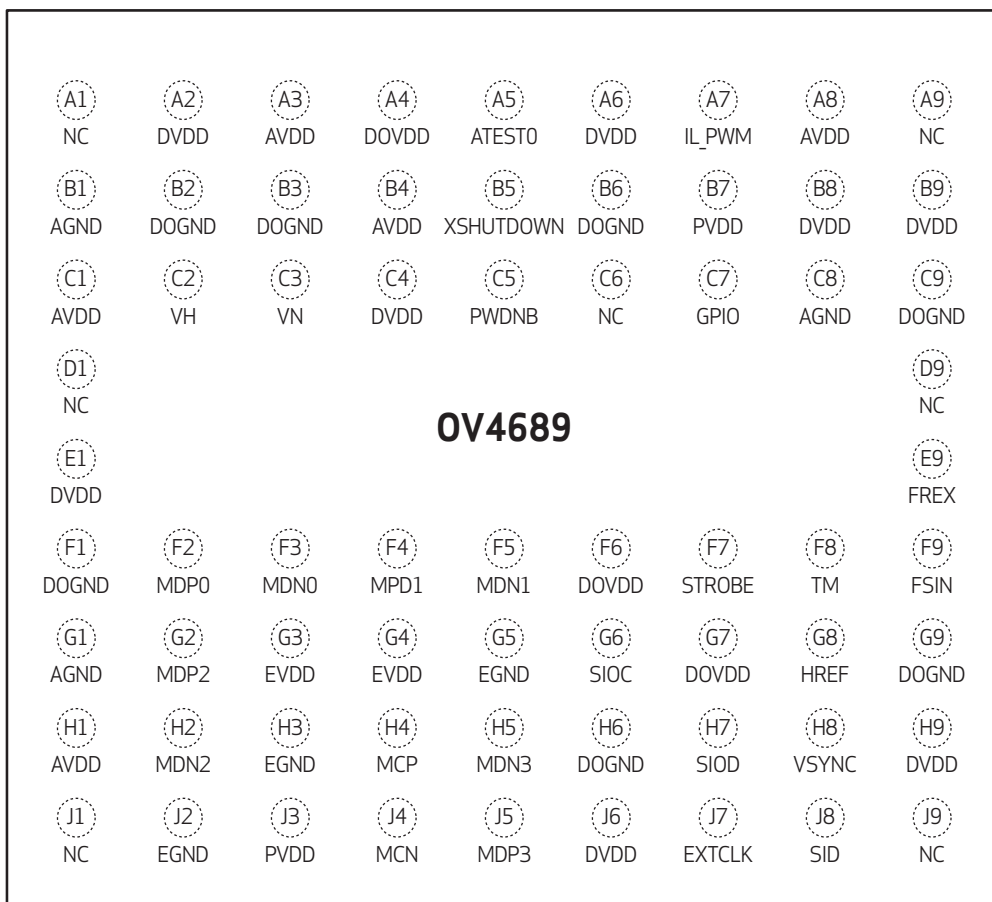 A1 A2 A3 A4 A5 A6 A7 A8 A9
NC DVDD AVDD DOVDD ATEST0 DVDD IL_PWM AVDD NC
B1 B2 B3 B4 B5 B6 B7 B8 B9
AGND DOGND DOGND AVDD XSHUTDOWN DOGND PVDD DVDD DVDD
C1 C2 C3 C4 C5 C6 C7 C8 C9
AVDD VH VN DVDD PWDNB NC GPIO AGND DOGND
D1 D9
NC NC
OV4689
E1 E9
DVDD FREX
F1 F2 F3 F4 F5 F6 F7 F8 F9
DOGND MDP0 MDN0 MPD1 MDN1 DOVDD STROBE TM FSIN
G1 G2 G3 G4 G5 G6 G7 G8 G9
AGND MDP2 EVDD EVDD EGND SIOC DOVDD HREF DOGND
H1 H2 H3 H4 H5 H6 H7 H8 H9
AVDD MDN2 EGND MCP MDN3 DOGND SIOD VSYNC DVDD
J1 J2 J3 J4 J5 J6 J7 J8 J9
NC EGND PVDD MCN MDP3 DVDD EXTCLK SID NC